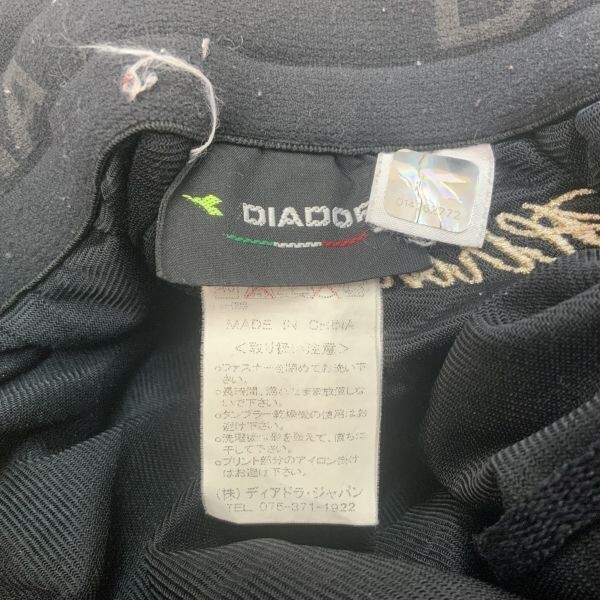 DIADOR
MADE IN CHINA
<取り扱い注意>
○ファスナーを閉めてお洗い下さい。
○長時間、濡れたまま放置しないで下さい。
○タンブラー乾燥機の使用はお避け下さい。
○洗濯後は形を整えて、直ちに干して下さい。
○プリント部分のアイロン掛けはお避け下さい。
(株) ディアドラ・ジャパン
TEL 075-371-1922